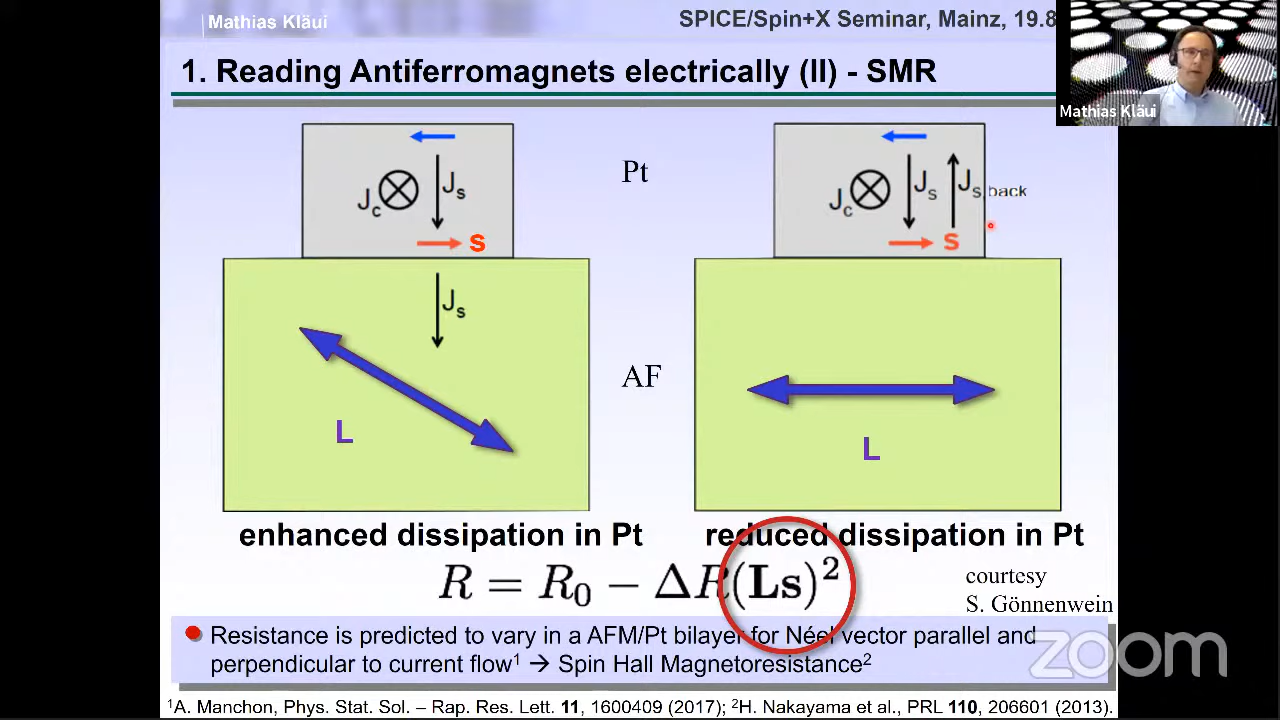 Mathias Kläui
SPICE/Spin+X Seminar, Mainz, 19.8
1. Reading Antiferromagnets electrically (II) - SMR
Mathias Kläui
Pt
Jc
Js
s
Js
L
AF
Jc
Js
Js,back
s
L
enhanced dissipation in Pt
reduced dissipation in Pt
R = R₀ − ΔR(Ls)²
courtesy
S. Gönnenwein
Resistance is predicted to vary in a AFM/Pt bilayer for Néel vector parallel and
perpendicular to current flow¹ → Spin Hall Magnetoresistance²
zoom
¹A. Manchon, Phys. Stat. Sol. – Rap. Res. Lett. 11, 1600409 (2017); ²H. Nakayama et al., PRL 110, 206601 (2013).